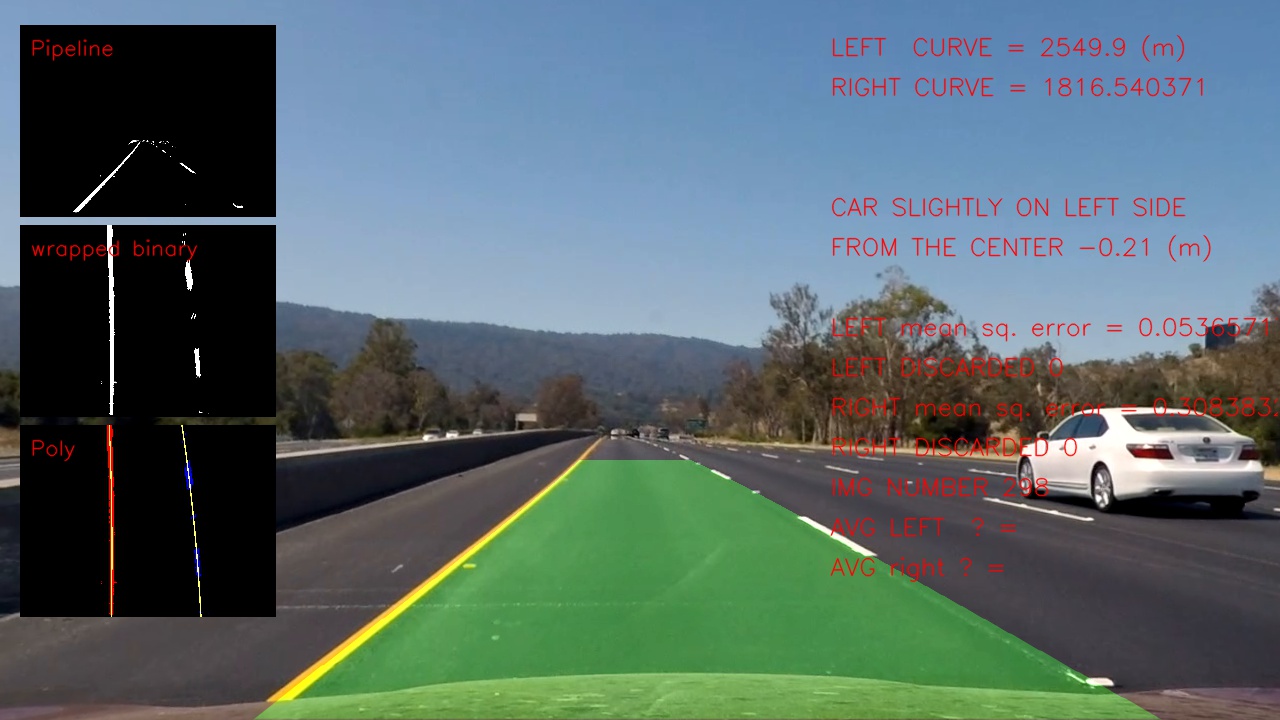 Pipeline
wrapped binary
Poly
LEFT CURVE = 2549.9 (m)
RIGHT CURVE = 1816.540371
CAR SLIGHTLY ON LEFT SIDE
FROM THE CENTER -0.21 (m)
LEFT mean sq. error = 0.0536571
LEFT DISCARDED 0
RIGHT mean sq. error = 0.308383
RIGHT DISCARDED 0
IMG NUMBER 298
AVG LEFT ? =
AVG right ? =